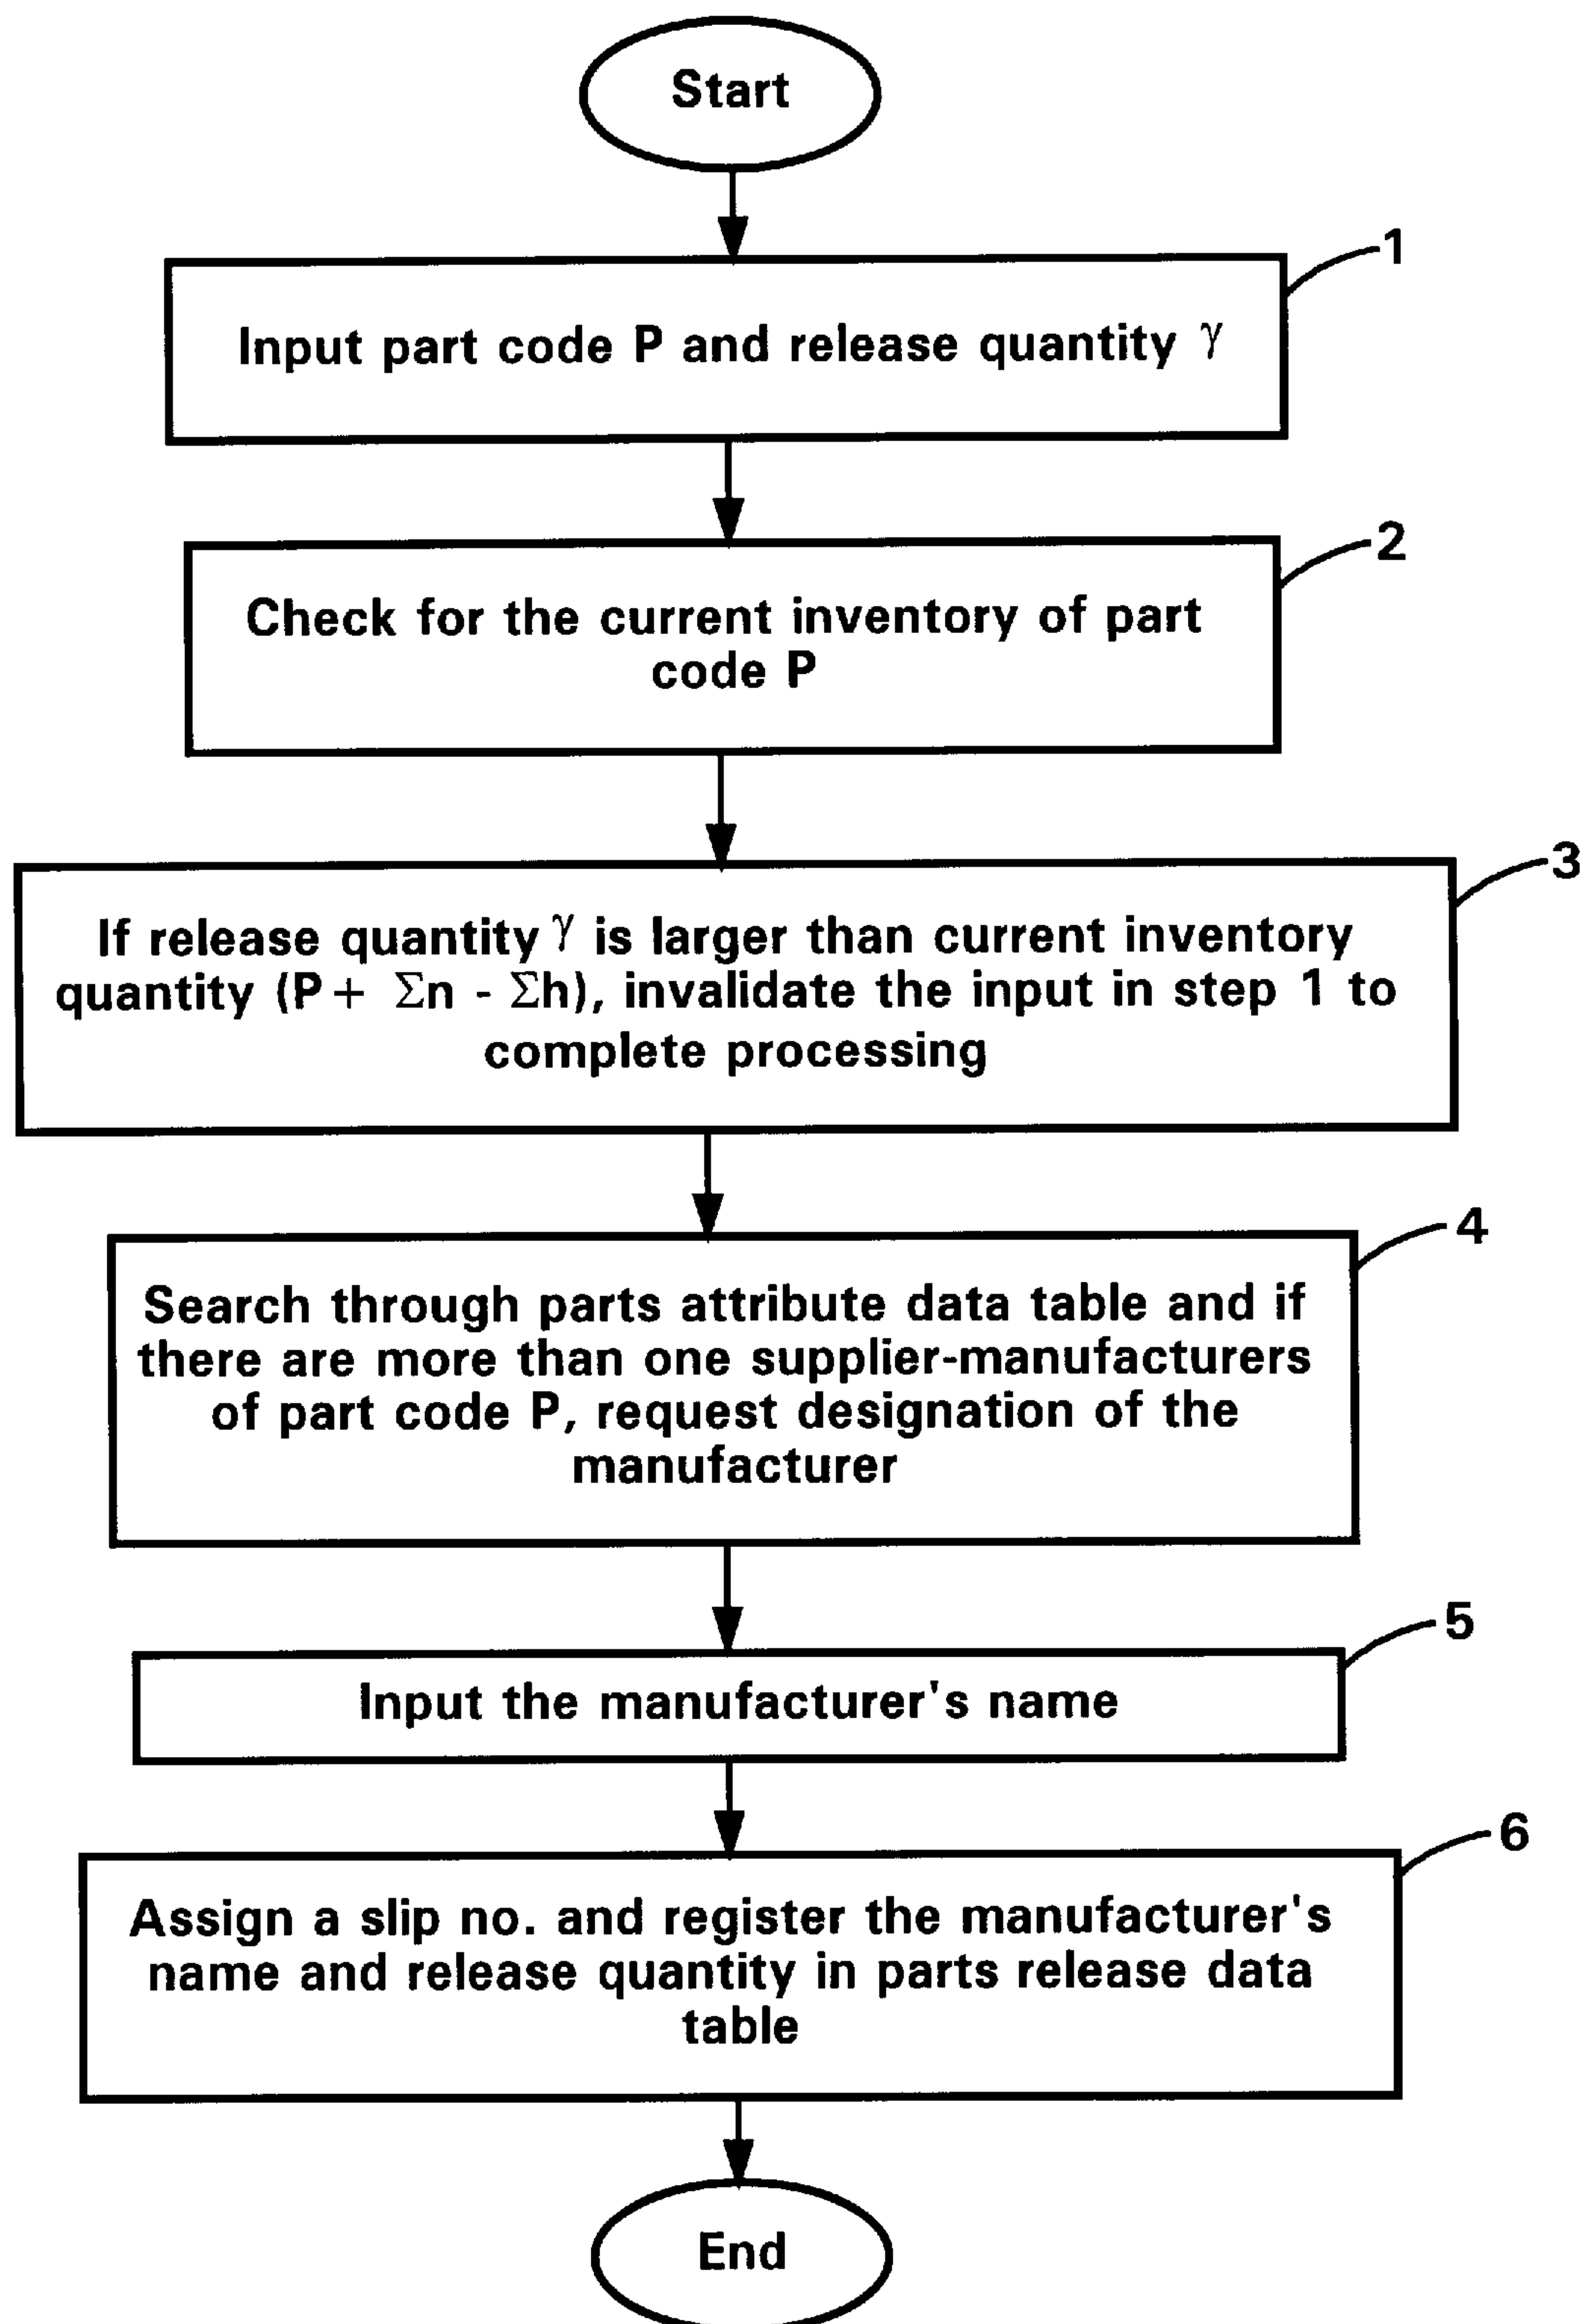 Start
1
Input part code P and release quantity γ
2
Check for the current inventory of part
code P
3
If release quantity γ is larger than current inventory
quantity (P + Σn - Σh), invalidate the input in step 1 to
complete processing
4
Search through parts attribute data table and if
there are more than one supplier-manufacturers
of part code P, request designation of the
manufacturer
5
Input the manufacturer's name
6
Assign a slip no. and register the manufacturer's
name and release quantity in parts release data
table
End